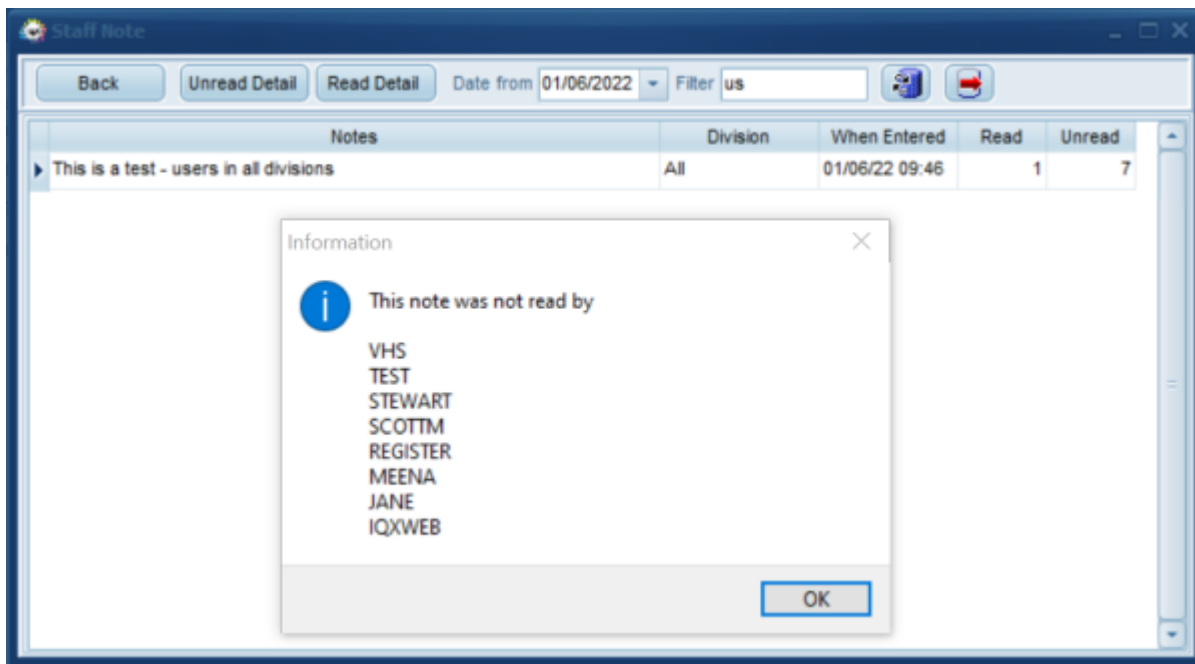 Staff Note
Back Unread Detail Read Detail Date from 01/06/2022 Filter us
Notes Division When Entered Read Unread
This is a test - users in all divisions All 01/06/22 09:46 1 7
Information
This note was not read by
VHS
TEST
STEWART
SCOTTM
REGISTER
MEENA
JANE
IQXWEB
OK